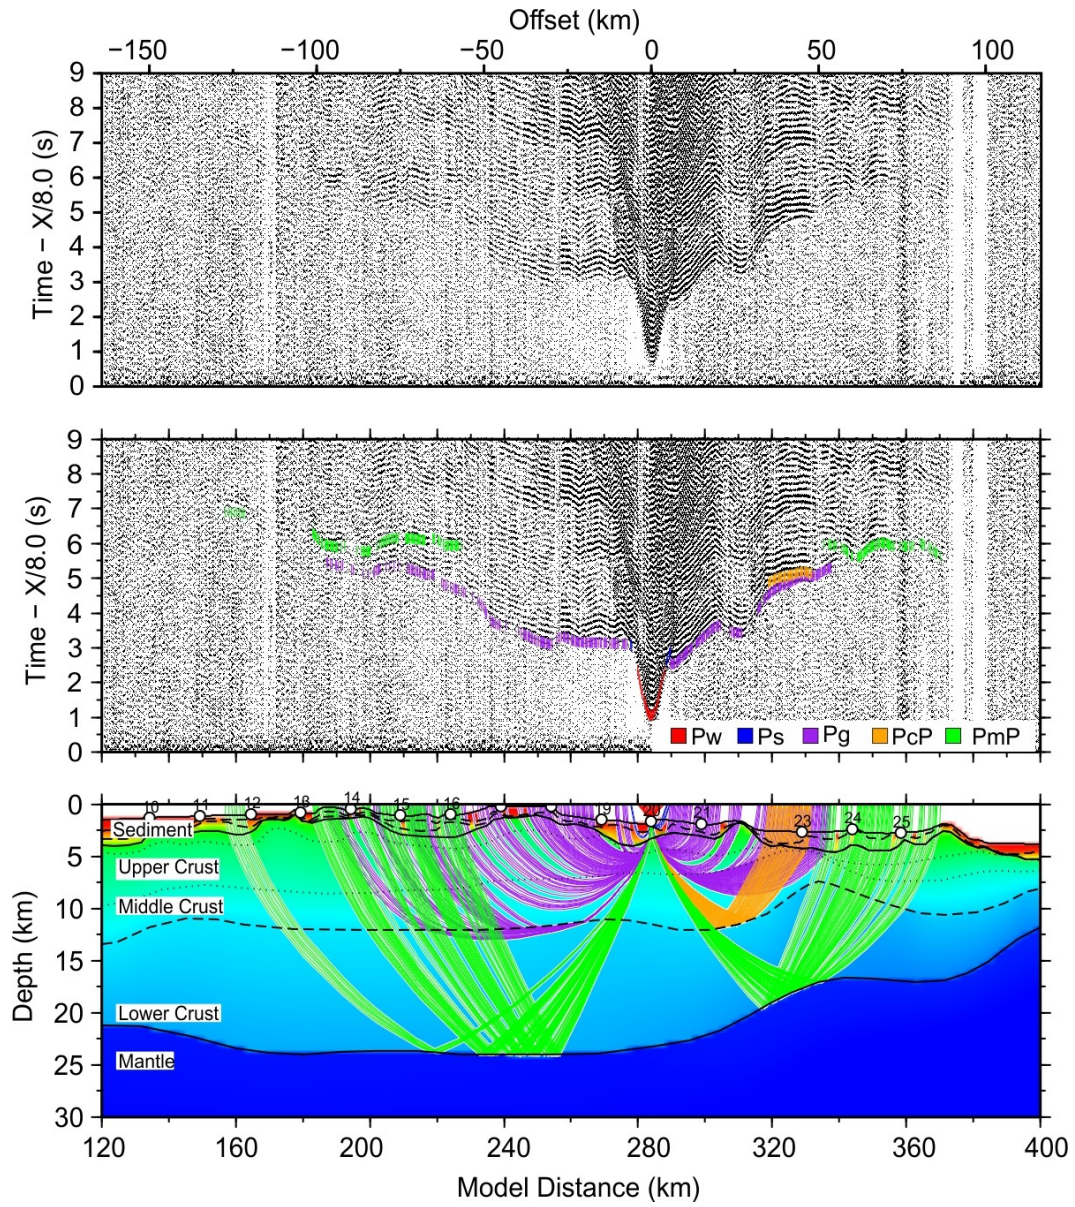 Offset (km)
−150 −100 −50 0 50 100
9
8
7
6
5
4
3
2
1
0
Time − X/8.0 (s)
9
8
7
6
5
4
3
2
1
0
Time − X/8.0 (s)
Pw Ps Pg PcP PmP
0
5
10
15
20
25
30
Depth (km)
10 11 12 13 14 15 16 19 20 21 23 24 25
Sediment
Upper Crust
Middle Crust
Lower Crust
Mantle
120 160 200 240 280 320 360 400
Model Distance (km)